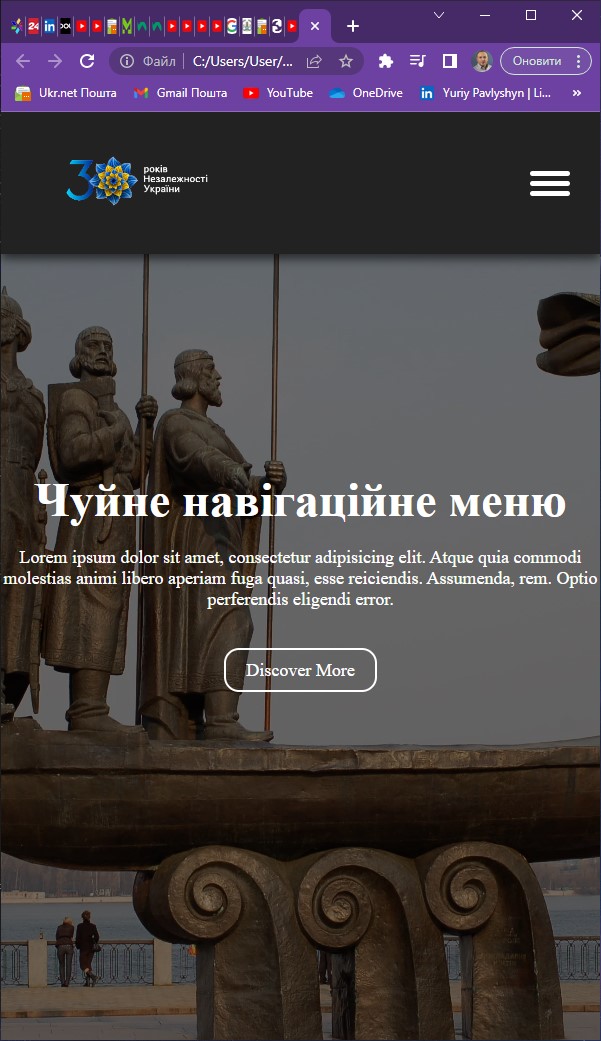 24
Файл
C:/Users/User/...
Оновити
Ukr.net Пошта
Gmail Пошта
YouTube
OneDrive
Yuriy Pavlyshyn | Li...
»
30
років
Незалежності
України
Чуйне навігаційне меню
Lorem ipsum dolor sit amet, consectetur adipisicing elit. Atque quia commodi
molestias animi libero aperiam fuga quasi, esse reiciendis. Assumenda, rem. Optio
perferendis eligendi error.
Discover More